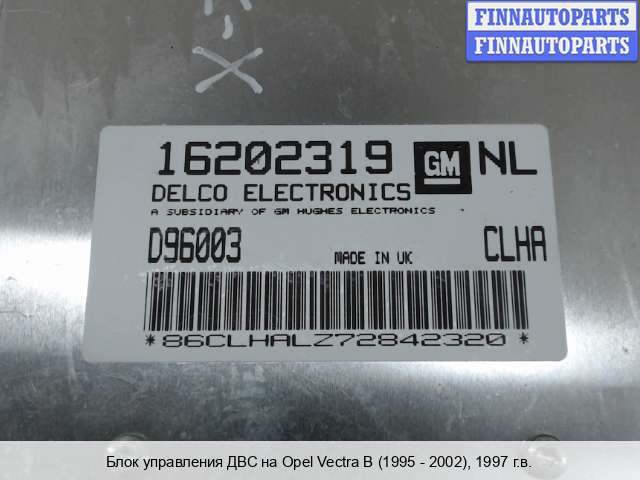 FINNAUTOPARTS
FINNAUTOPARTS
X
16202319 GM NL
DELCO ELECTRONICS
A SUBSIDIARY OF GM HUGHES ELECTRONICS
D96003 MADE IN UK CLHA
*86CLHALZ72842320*
Блок управления ДВС на Opel Vectra B (1995 - 2002), 1997 г.в.